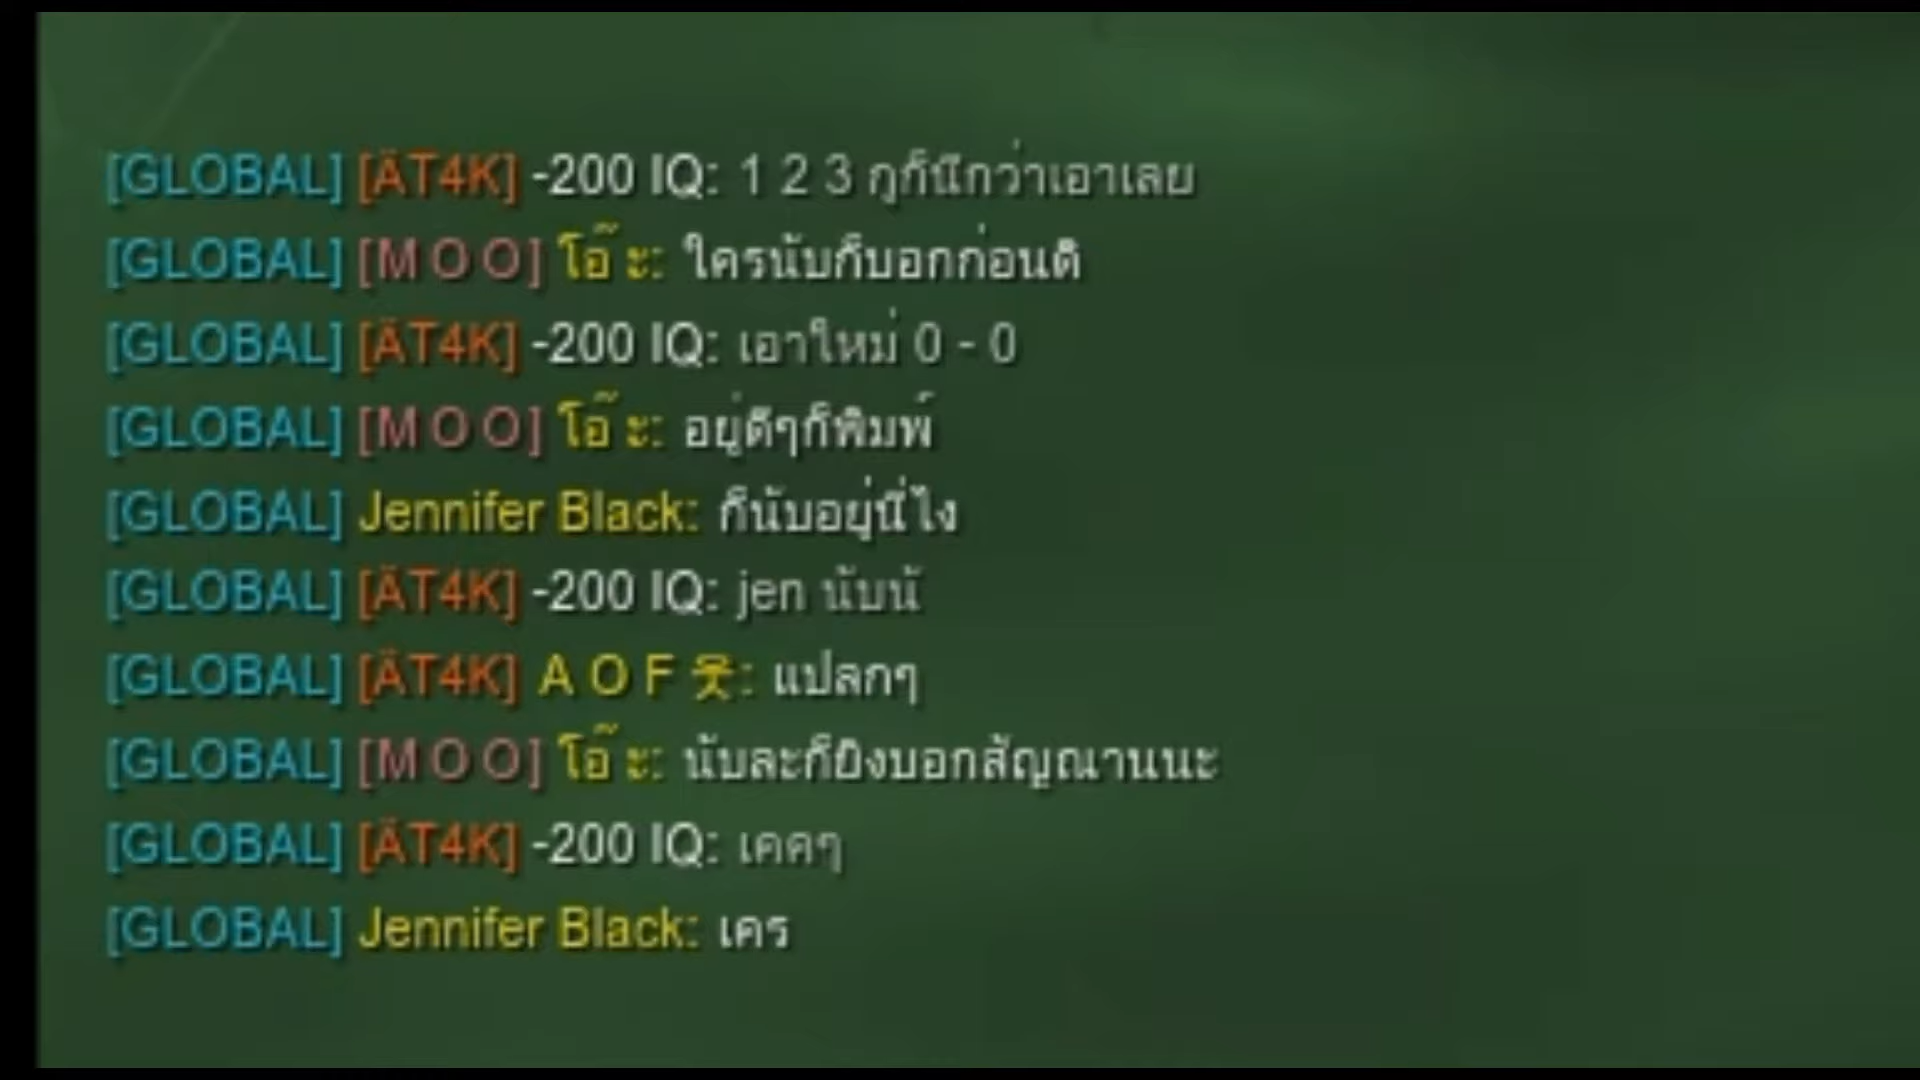 [GLOBAL] [ÄT4K] -200 IQ: 1 2 3 กูก็นึกว่าเอาเลย
[GLOBAL] [M O O] โอ๊ ะ: ใครนับก็บอกก่อนดิ
[GLOBAL] [ÄT4K] -200 IQ: เอาใหม่ 0 - 0
[GLOBAL] [M O O] โอ๊ ะ: อยู่ดีๆก็พิมพ์
[GLOBAL] Jennifer Black: ก็นับอยู่นี่ไง
[GLOBAL] [ÄT4K] -200 IQ: jen นับนั
[GLOBAL] [ÄT4K] A O F 웃: แปลกๆ
[GLOBAL] [M O O] โอ๊ ะ: นับละก็ยิงบอกสัญณานนะ
[GLOBAL] [ÄT4K] -200 IQ: เคคๆ
[GLOBAL] Jennifer Black: เคร